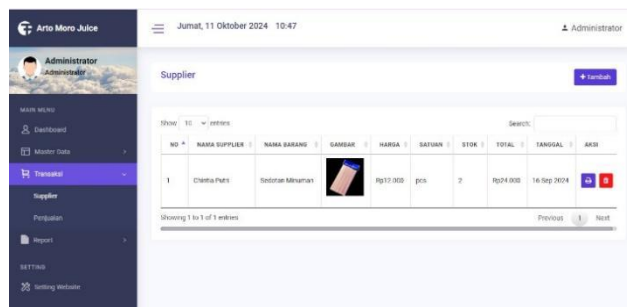 Arto Moro Juice
Jumat, 11 Oktober 2024 10:47
Administrator
Administrator
Administrator
Supplier
+ Tambah
MAIN MENU
Dashboard
Master Data
Transaksi
Supplier
Penjualan
Report
SETTING
Setting Website
Show 10 entries
Search:
NO NAMA SUPPLIER NAMA BARANG GAMBAR HARGA SATUAN STOK TOTAL TANGGAL AKSI
1 Chintia Putri Sedotan Minuman Rp12.000 pcs 2 Rp24.000 16 Sep 2024
Showing 1 to 1 of 1 entries
Previous 1 Next